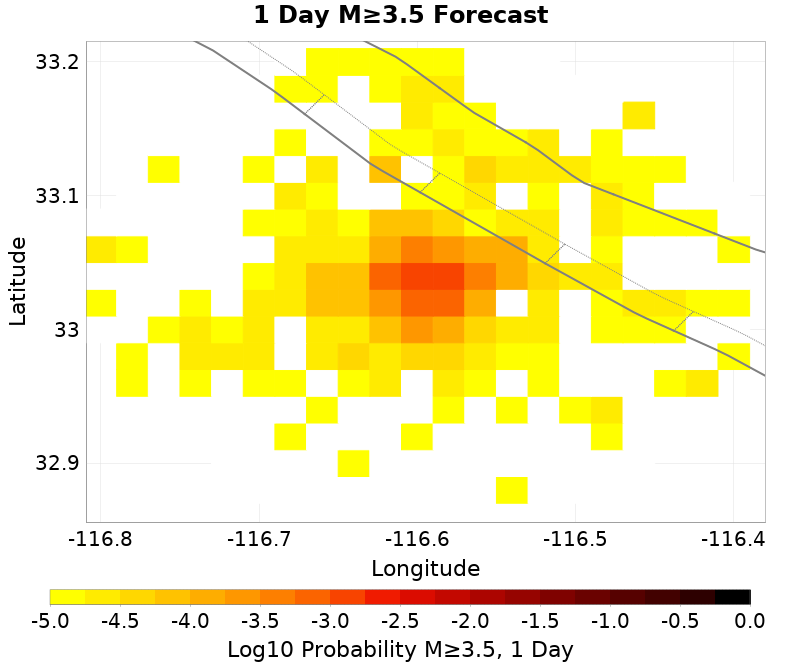 1 Day M≥3.5 Forecast
33.2
33.1
33
32.9
Latitude
-116.8 -116.7 -116.6 -116.5 -116.4
Longitude
-5.0 -4.5 -4.0 -3.5 -3.0 -2.5 -2.0 -1.5 -1.0 -0.5 0.0
Log10 Probability M≥3.5, 1 Day